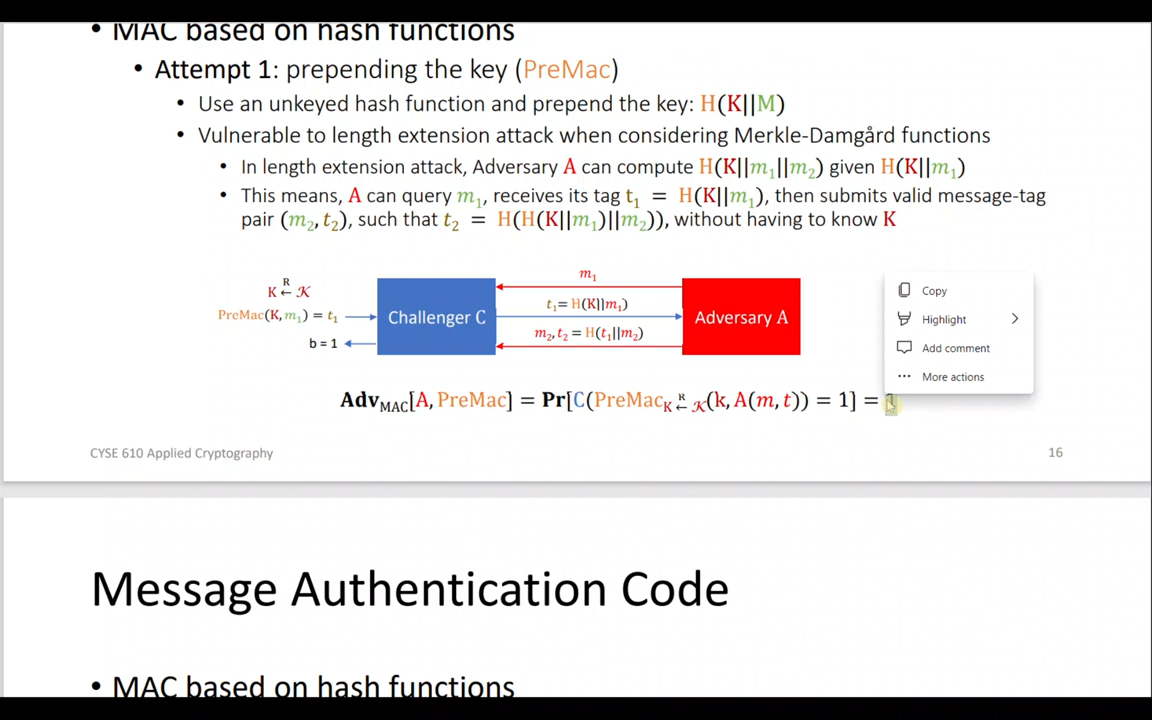 • MAC based on hash functions
• Attempt 1: prepending the key (PreMac)
• Use an unkeyed hash function and prepend the key: H(K||M)
• Vulnerable to length extension attack when considering Merkle-Damgård functions
• In length extension attack, Adversary A can compute H(K||m₁||m₂) given H(K||m₁)
• This means, A can query m₁, receives its tag t₁ = H(K||m₁), then submits valid message-tag
pair (m₂, t₂), such that t₂ = H(H(K||m₁)||m₂)), without having to know K
K ←ᴿ 𝒦
PreMac(K,m₁) = t₁
b = 1
Challenger C
m₁
t₁= H(K||m₁)
m₂,t₂ = H(t₁||m₂)
Adversary A
Copy
Highlight
Add comment
... More actions
Adv_MAC[A, PreMac] = Pr[C(PreMac_K←ᴿ𝒦(k, A(m, t)) = 1] = 1
CYSE 610 Applied Cryptography
16
Message Authentication Code
• MAC based on hash functions